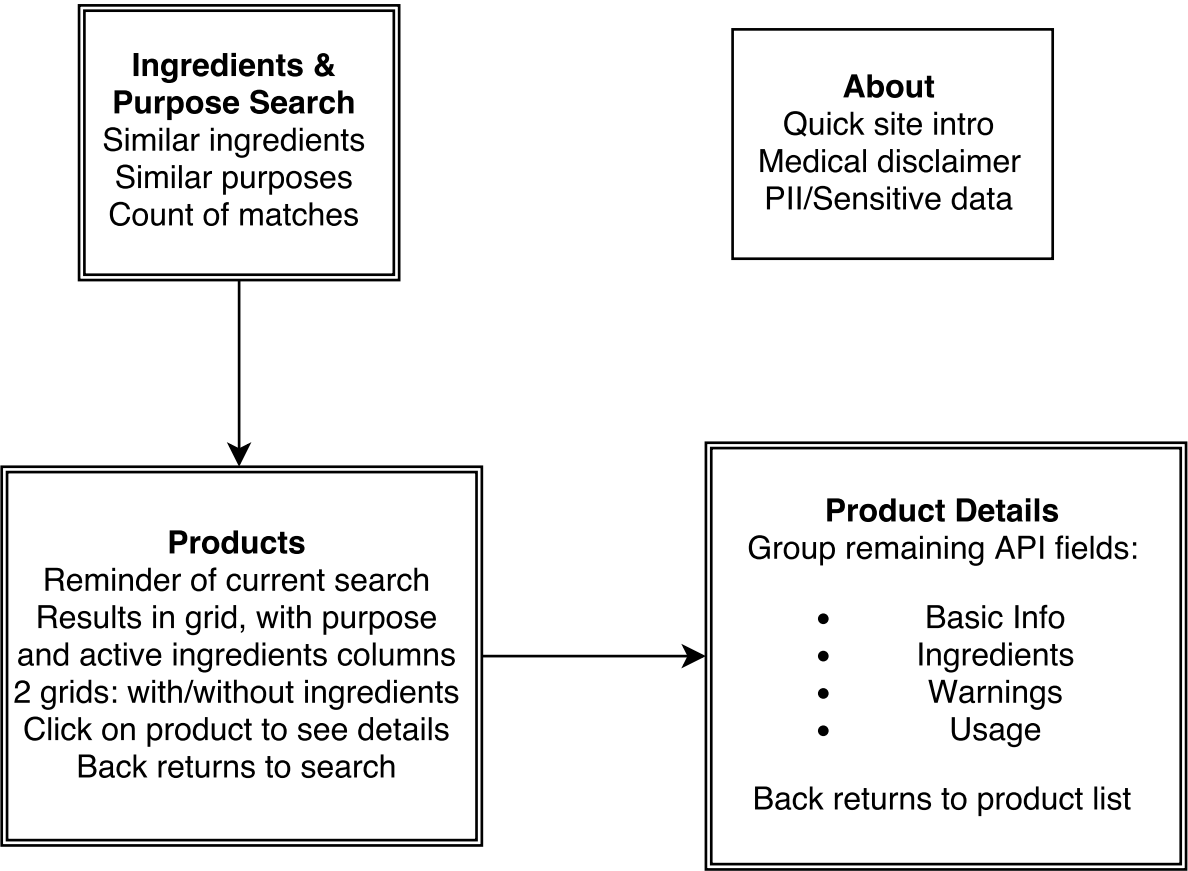 Ingredients &
Purpose Search
Similar ingredients
Similar purposes
Count of matches
About
Quick site intro
Medical disclaimer
PII/Sensitive data
Products
Reminder of current search
Results in grid, with purpose
and active ingredients columns
2 grids: with/without ingredients
Click on product to see details
Back returns to search
Product Details
Group remaining API fields:
• Basic Info
• Ingredients
• Warnings
• Usage
Back returns to product list